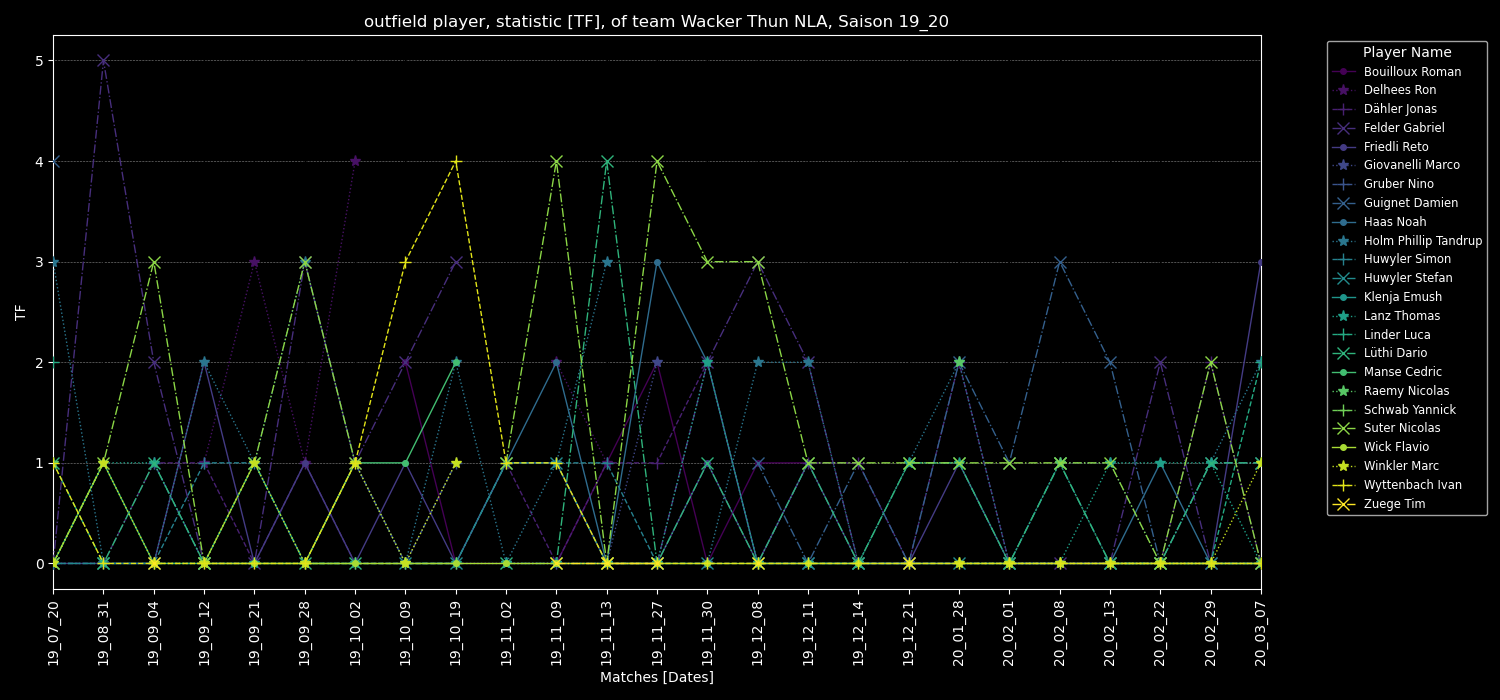 outfield player, statistic [TF], of team Wacker Thun NLA, Saison 19_20
5
4
3
2
1
0
TF
19_07_20
19_08_31
19_09_04
19_09_12
19_09_21
19_09_28
19_10_02
19_10_09
19_10_19
19_11_02
19_11_09
19_11_13
19_11_27
19_11_30
19_12_08
19_12_11
19_12_14
19_12_21
20_01_28
20_02_01
20_02_08
20_02_13
20_02_22
20_02_29
20_03_07
Matches [Dates]
Player Name
Bouilloux Roman
Delhees Ron
Dähler Jonas
Felder Gabriel
Friedli Reto
Giovanelli Marco
Gruber Nino
Guignet Damien
Haas Noah
Holm Phillip Tandrup
Huwyler Simon
Huwyler Stefan
Klenja Emush
Lanz Thomas
Linder Luca
Lüthi Dario
Manse Cedric
Raemy Nicolas
Schwab Yannick
Suter Nicolas
Wick Flavio
Winkler Marc
Wyttenbach Ivan
Zuege Tim